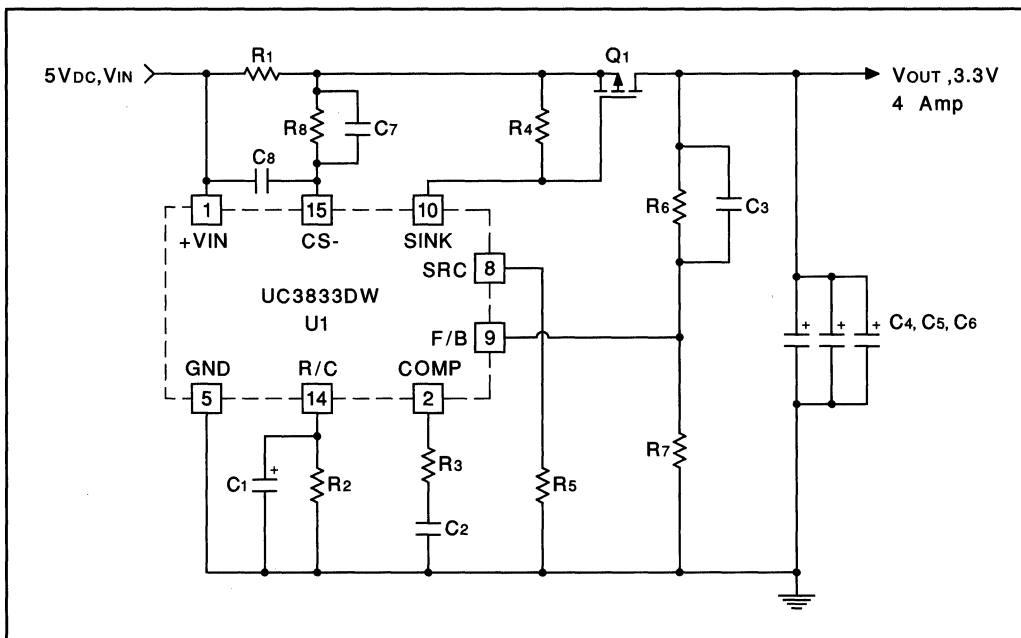 5VDC, VIN
R1
Q1
VOUT ,3.3V
4 Amp
R8
C7
R4
C8
R6
C3
1
15
10
+VIN
CS-
SINK
SRC
8
UC3833DW
U1
F/B
9
C4, C5, C6
+
+
+
GND
R/C
COMP
5
14
2
C1
+
R2
R3
C2
R5
R7